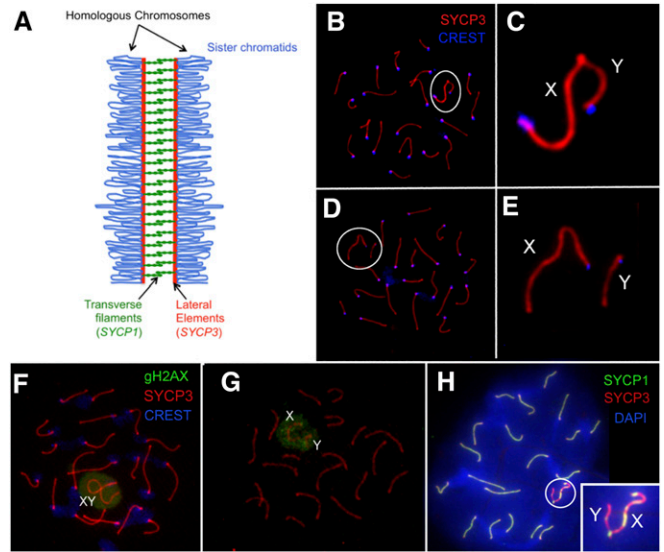 A
Homologous Chromosomes
Sister chromatids
Transverse
filaments
(SYCP1)
Lateral
Elements
(SYCP3)
B
SYCP3
CREST
C
X
Y
D
E
X
Y
F
gH2AX
SYCP3
CREST
XY
G
X
Y
H
SYCP1
SYCP3
DAPI
Y
X